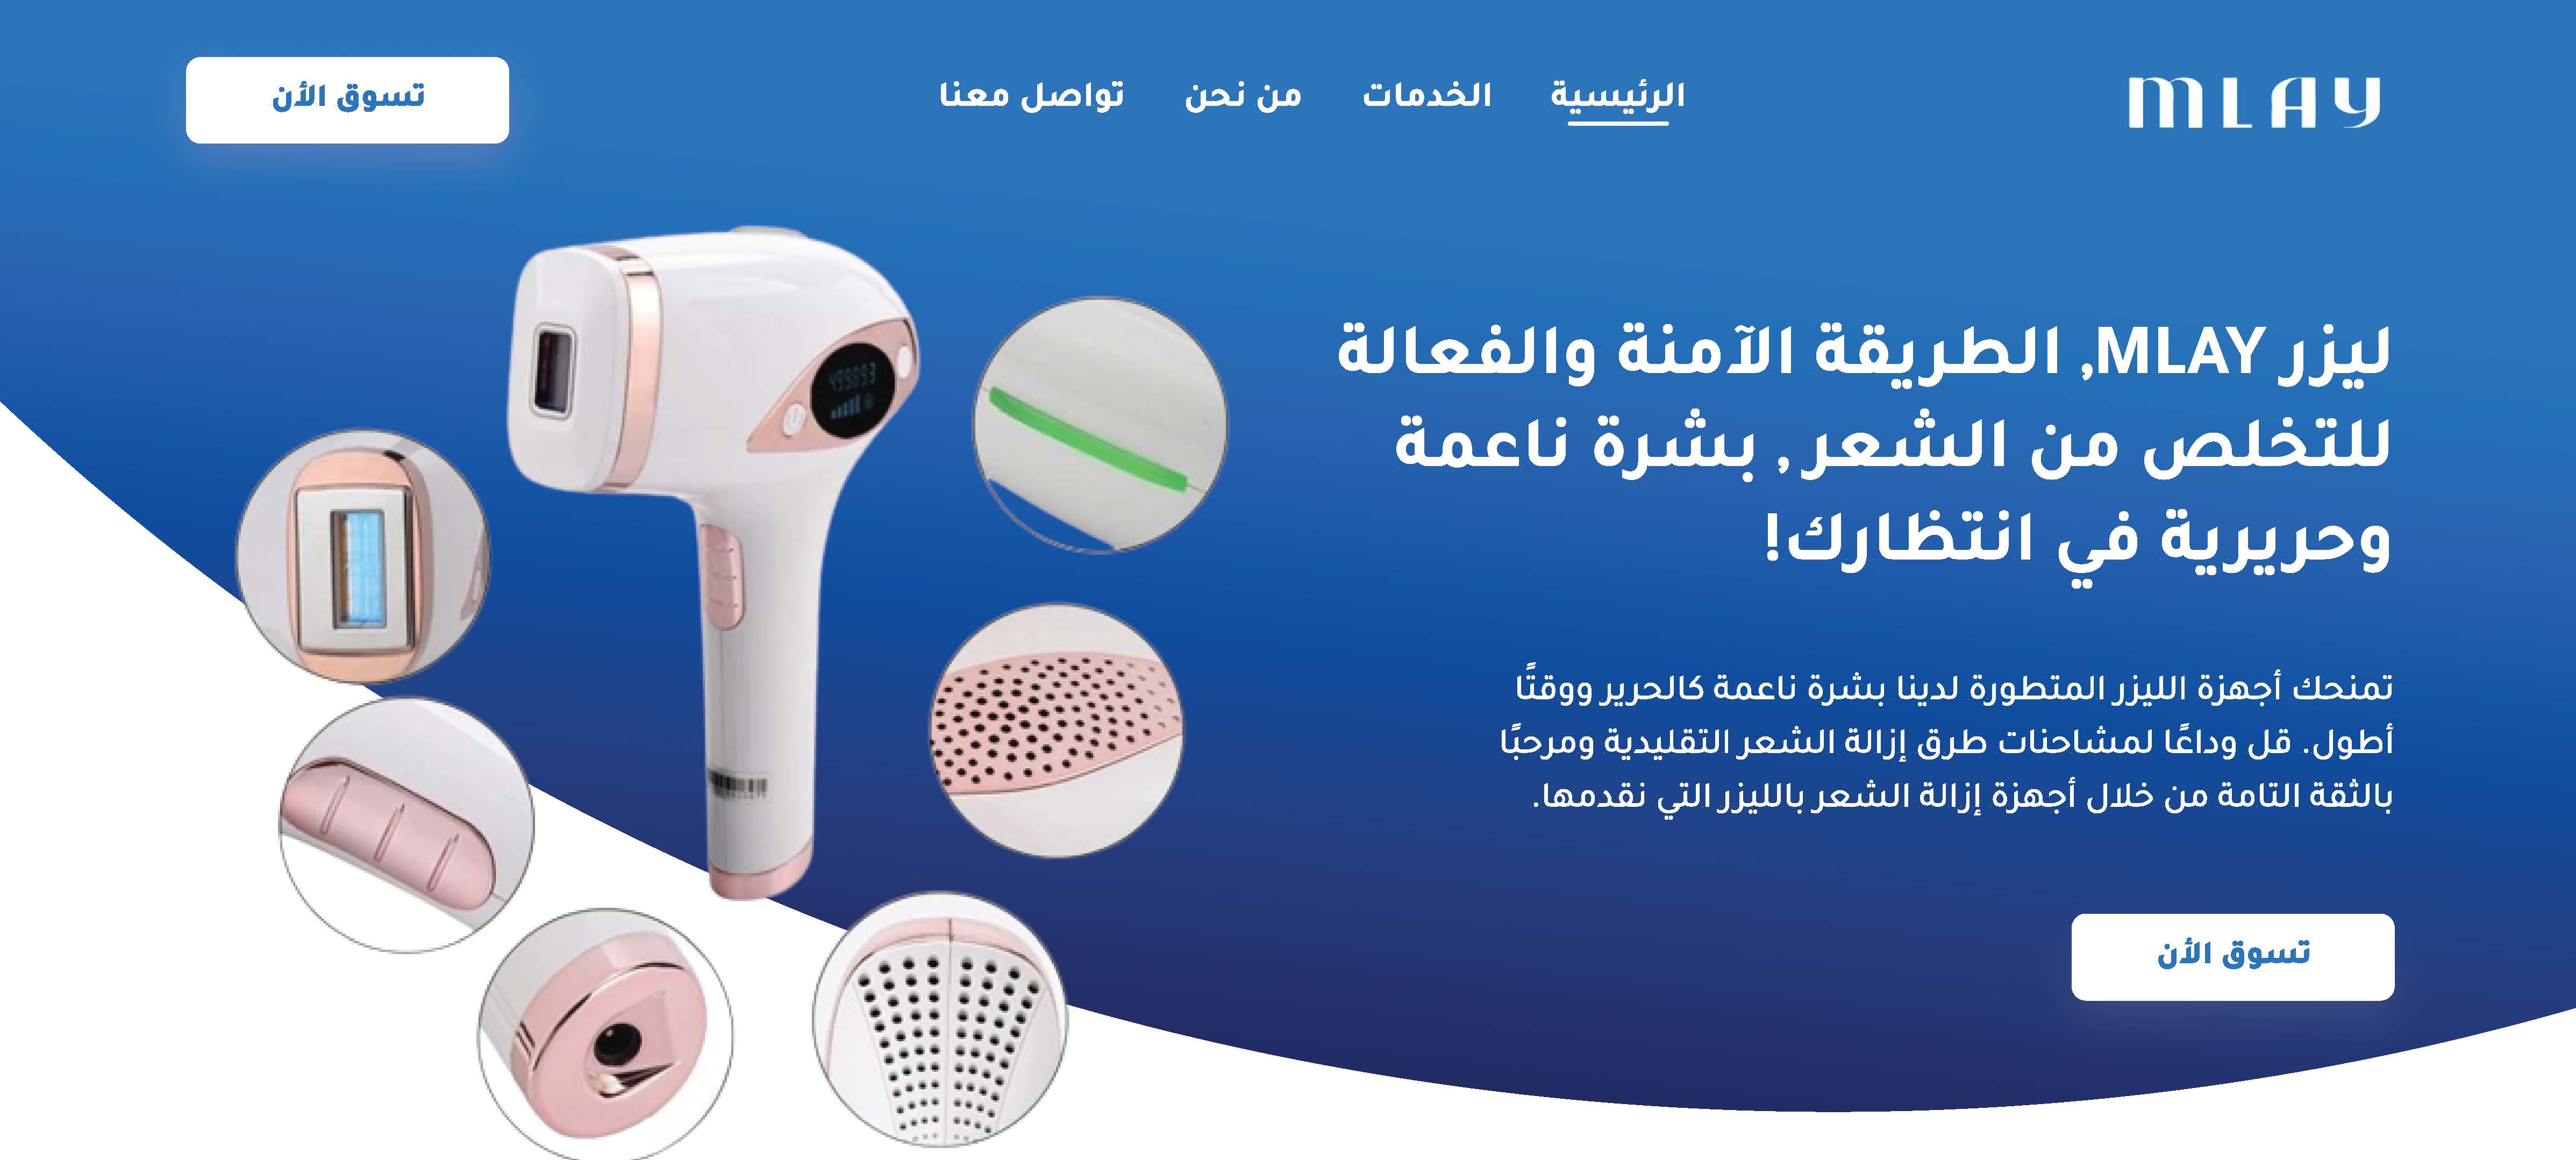 MLAY
الرئيسية
الخدمات
من نحن
تواصل معنا
تسوق الأن
ليزر MLAY, الطريقة الآمنة والفعالة
للتخلص من الشعر , بشرة ناعمة
وحريرية في انتظارك!
تمنحك أجهزة الليزر المتطورة لدينا بشرة ناعمة كالحرير ووقتًا
أطول. قل وداعًا لمشاحنات طرق إزالة الشعر التقليدية ومرحبًا
بالثقة التامة من خلال أجهزة إزالة الشعر بالليزر التي نقدمها.
تسوق الأن
499893